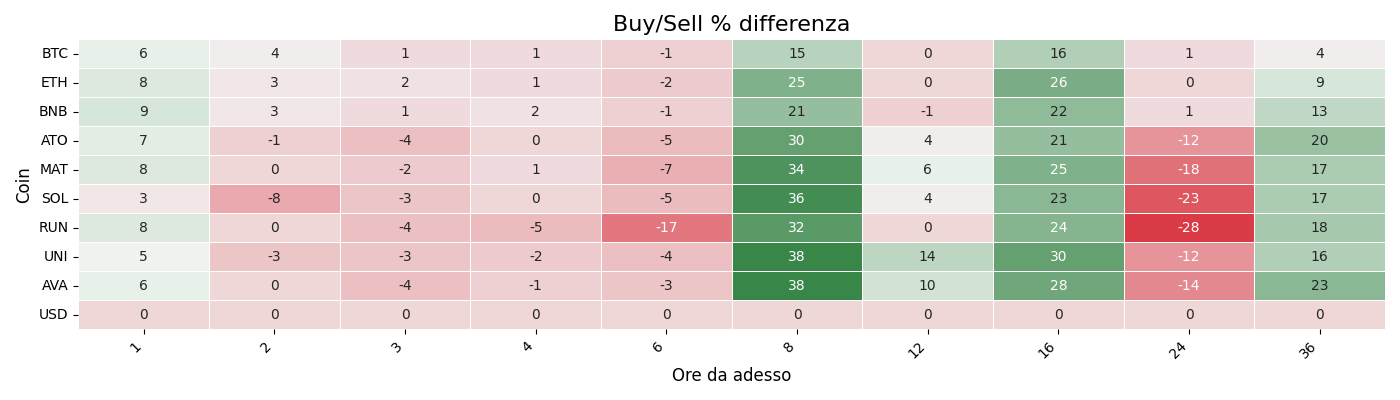 Buy/Sell % differenza
Coin
BTC 6 4 1 1 -1 15 0 16 1 4
ETH 8 3 2 1 -2 25 0 26 0 9
BNB 9 3 1 2 -1 21 -1 22 1 13
ATO 7 -1 -4 0 -5 30 4 21 -12 20
MAT 8 0 -2 1 -7 34 6 25 -18 17
SOL 3 -8 -3 0 -5 36 4 23 -23 17
RUN 8 0 -4 -5 -17 32 0 24 -28 18
UNI 5 -3 -3 -2 -4 38 14 30 -12 16
AVA 6 0 -4 -1 -3 38 10 28 -14 23
USD 0 0 0 0 0 0 0 0 0 0
1 2 3 4 6 8 12 16 24 36
Ore da adesso